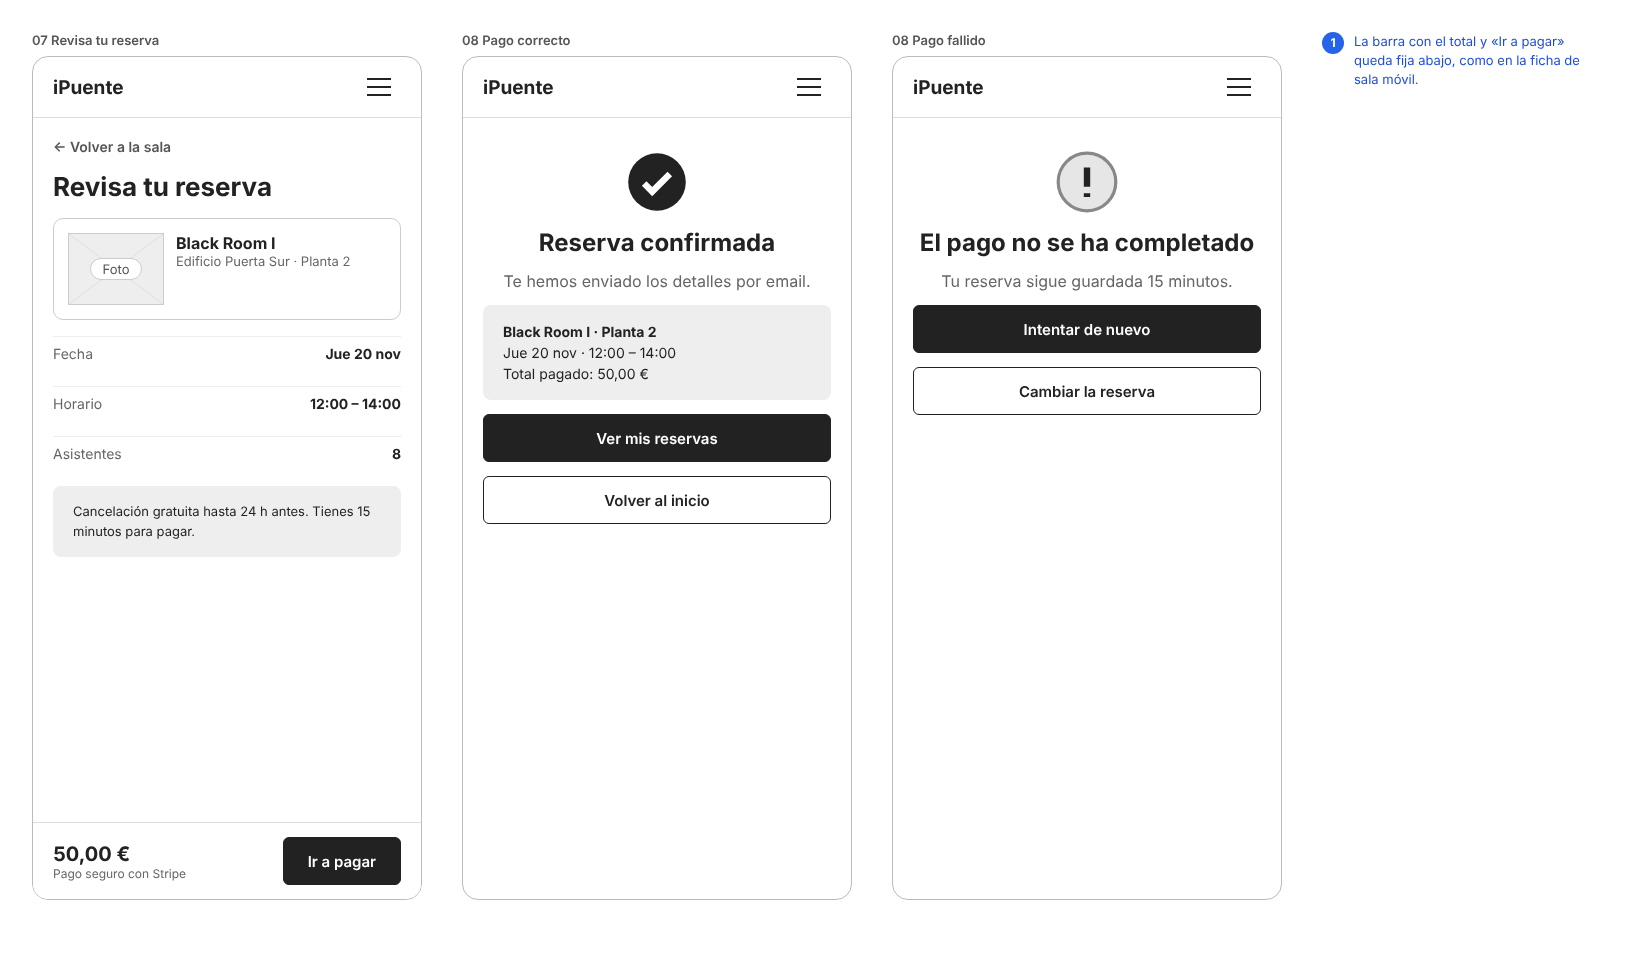 07 Revisa tu reserva
iPuente
← Volver a la sala
Revisa tu reserva
Foto
Black Room I
Edificio Puerta Sur · Planta 2
Fecha
Jue 20 nov
Horario
12:00 – 14:00
Asistentes
8
Cancelación gratuita hasta 24 h antes. Tienes 15
minutos para pagar.
50,00 €
Pago seguro con Stripe
Ir a pagar
08 Pago correcto
iPuente
Reserva confirmada
Te hemos enviado los detalles por email.
Black Room I · Planta 2
Jue 20 nov · 12:00 – 14:00
Total pagado: 50,00 €
Ver mis reservas
Volver al inicio
08 Pago fallido
iPuente
!
El pago no se ha completado
Tu reserva sigue guardada 15 minutos.
Intentar de nuevo
Cambiar la reserva
1
La barra con el total y «Ir a pagar»
queda fija abajo, como en la ficha de
sala móvil.